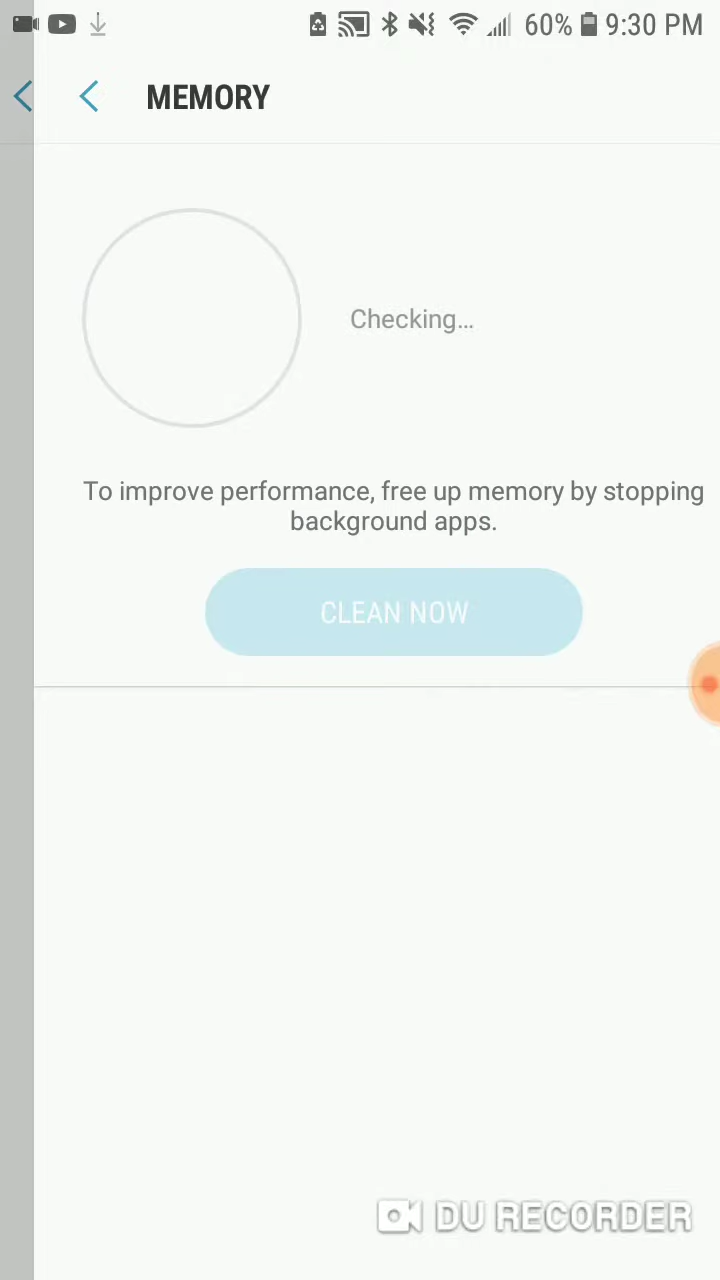 60% 9:30 PM
MEMORY
Checking...
To improve performance, free up memory by stopping
background apps.
CLEAN NOW
DU RECORDER